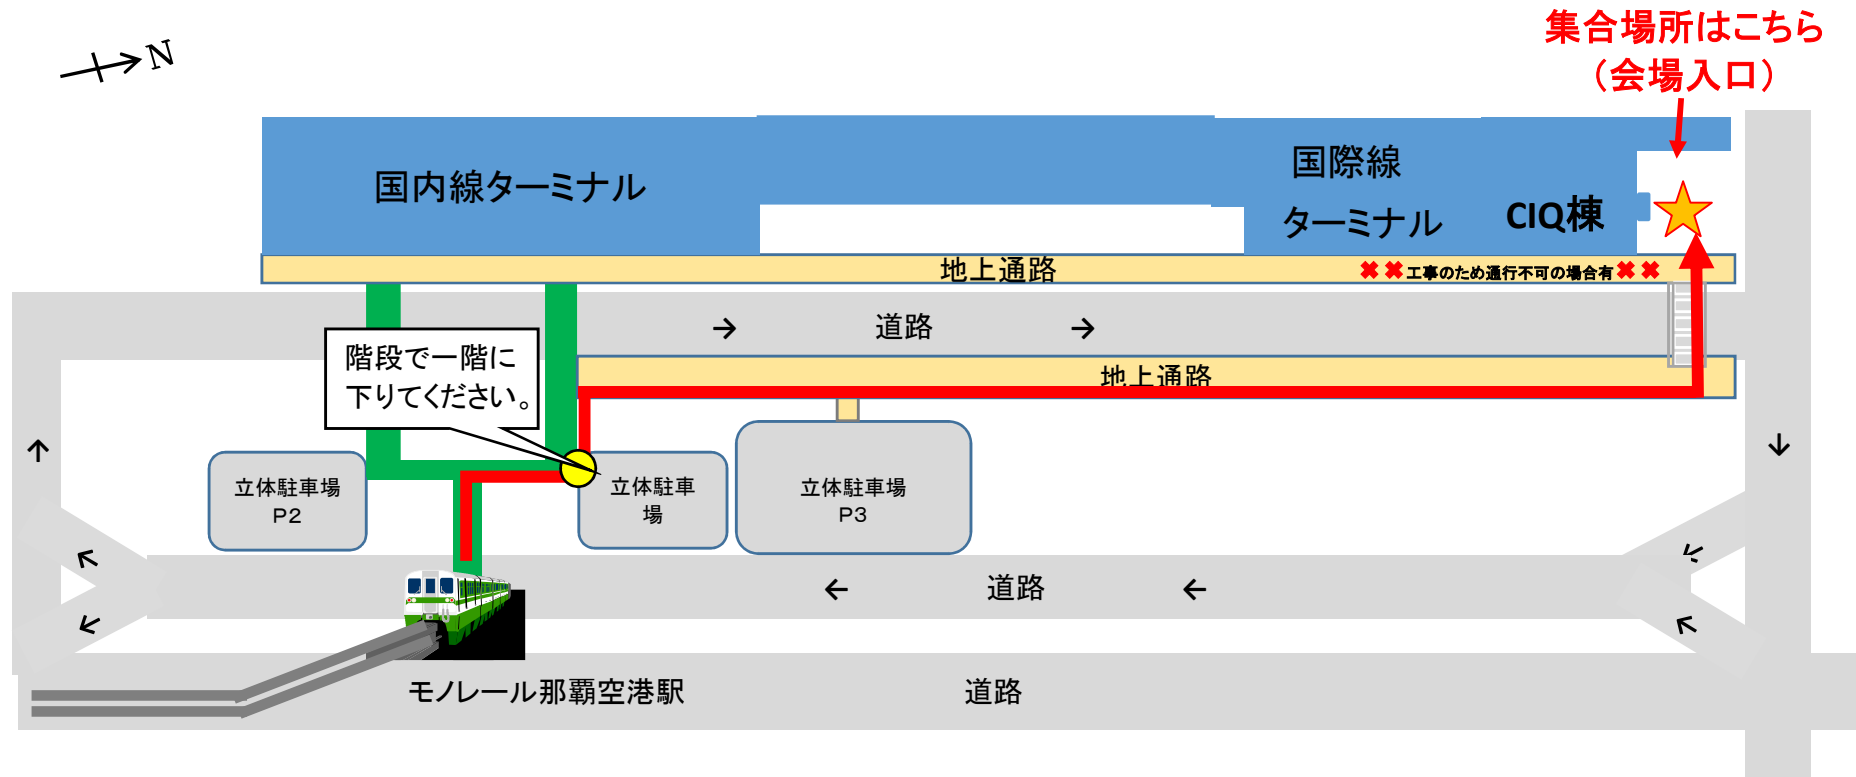 集合場所はこちら
（会場入口）
N
国内線ターミナル
国際線
ターミナル
CIQ棟
地上通路
✖ ✖工事のため通行不可の場合有✖ ✖
→
道路
→
階段で一階に
下りてください。
地上通路
立体駐車場
P2
立体駐車
場
立体駐車場
P3
←
道路
←
モノレール那覇空港駅
道路